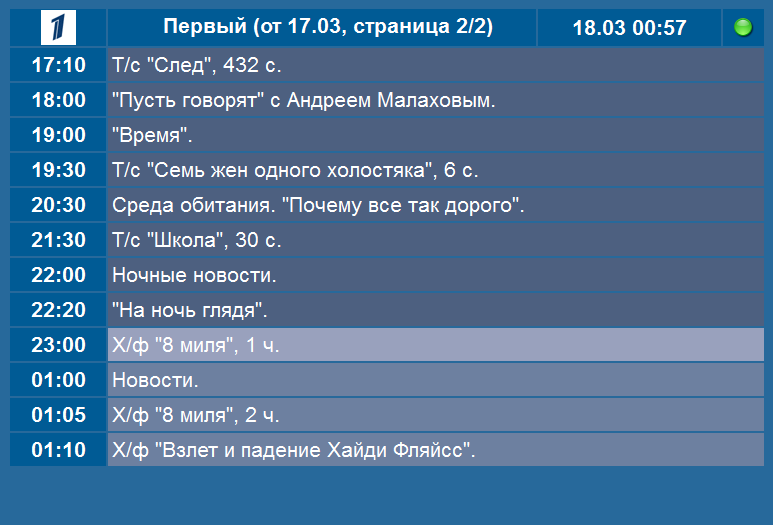 1 Первый (от 17.03, страница 2/2) 18.03 00:57
17:10 Т/с "След", 432 с.
18:00 "Пусть говорят" с Андреем Малаховым.
19:00 "Время".
19:30 Т/с "Семь жен одного холостяка", 6 с.
20:30 Среда обитания. "Почему все так дорого".
21:30 Т/с "Школа", 30 с.
22:00 Ночные новости.
22:20 "На ночь глядя".
23:00 Х/ф "8 миля", 1 ч.
01:00 Новости.
01:05 Х/ф "8 миля", 2 ч.
01:10 Х/ф "Взлет и падение Хайди Фляйсс".